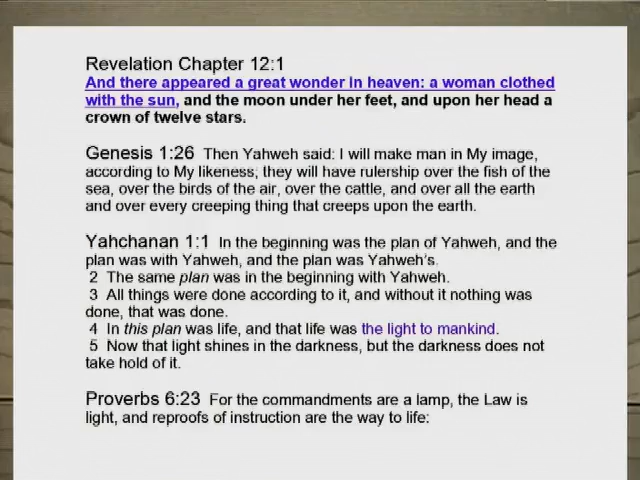 Revelation Chapter 12:1
And there appeared a great wonder in heaven: a woman clothed
with the sun, and the moon under her feet, and upon her head a
crown of twelve stars.
Genesis 1:26 Then Yahweh said: I will make man in My image,
according to My likeness; they will have rulership over the fish of the
sea, over the birds of the air, over the cattle, and over all the earth
and over every creeping thing that creeps upon the earth.
Yahchanan 1:1 In the beginning was the plan of Yahweh, and the
plan was with Yahweh, and the plan was Yahweh's.
2 The same plan was in the beginning with Yahweh.
3 All things were done according to it, and without it nothing was
done, that was done.
4 In this plan was life, and that life was the light to mankind.
5 Now that light shines in the darkness, but the darkness does not
take hold of it.
Proverbs 6:23 For the commandments are a lamp, the Law is
light, and reproofs of instruction are the way to life: